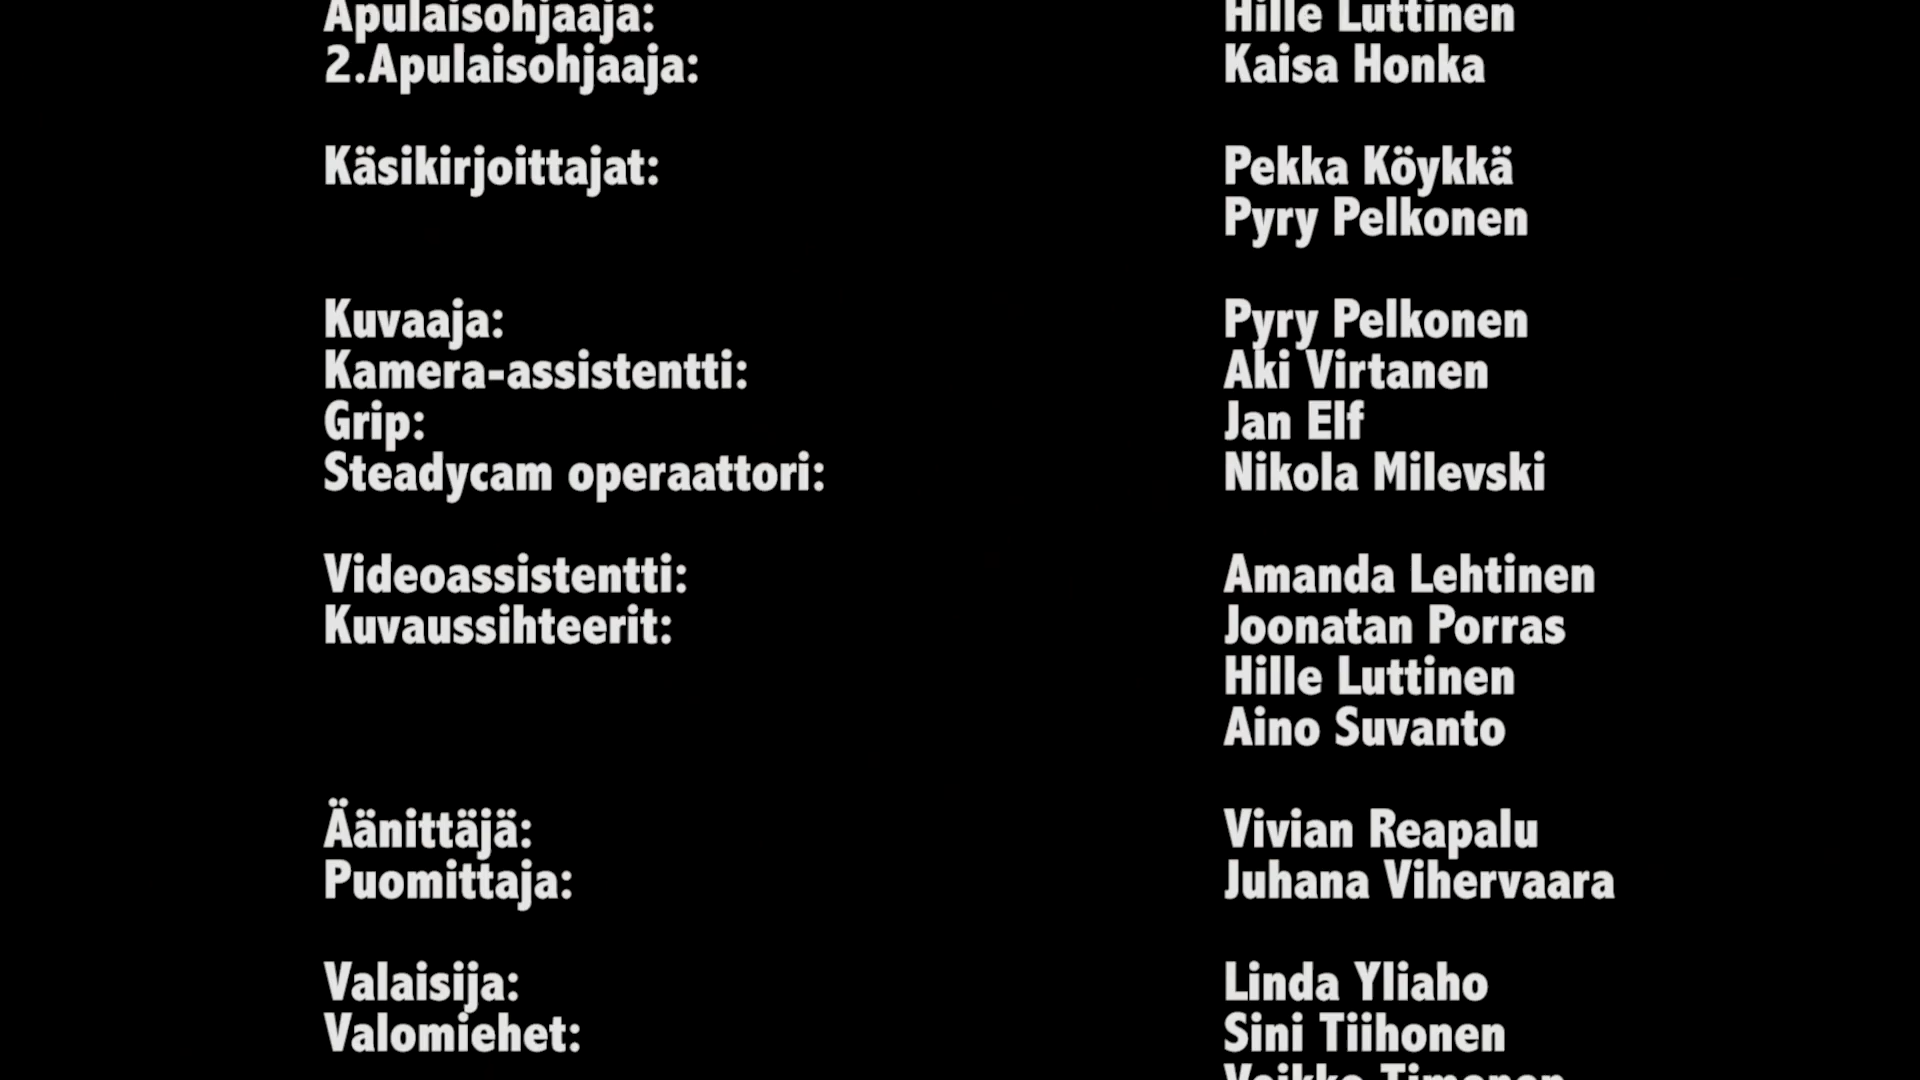 Apulaisohjaaja: Hille Luttinen
2.Apulaisohjaaja: Kaisa Honka
Käsikirjoittajat: Pekka Köykkä
Pyry Pelkonen
Kuvaaja: Pyry Pelkonen
Kamera-assistentti: Aki Virtanen
Grip: Jan Elf
Steadycam operaattori: Nikola Milevski
Videoassistentti: Amanda Lehtinen
Kuvaussihteerit: Joonatan Porras
Hille Luttinen
Aino Suvanto
Äänittäjä: Vivian Reapalu
Puomittaja: Juhana Vihervaara
Valaisija: Linda Yliaho
Valomiehet: Sini Tiihonen